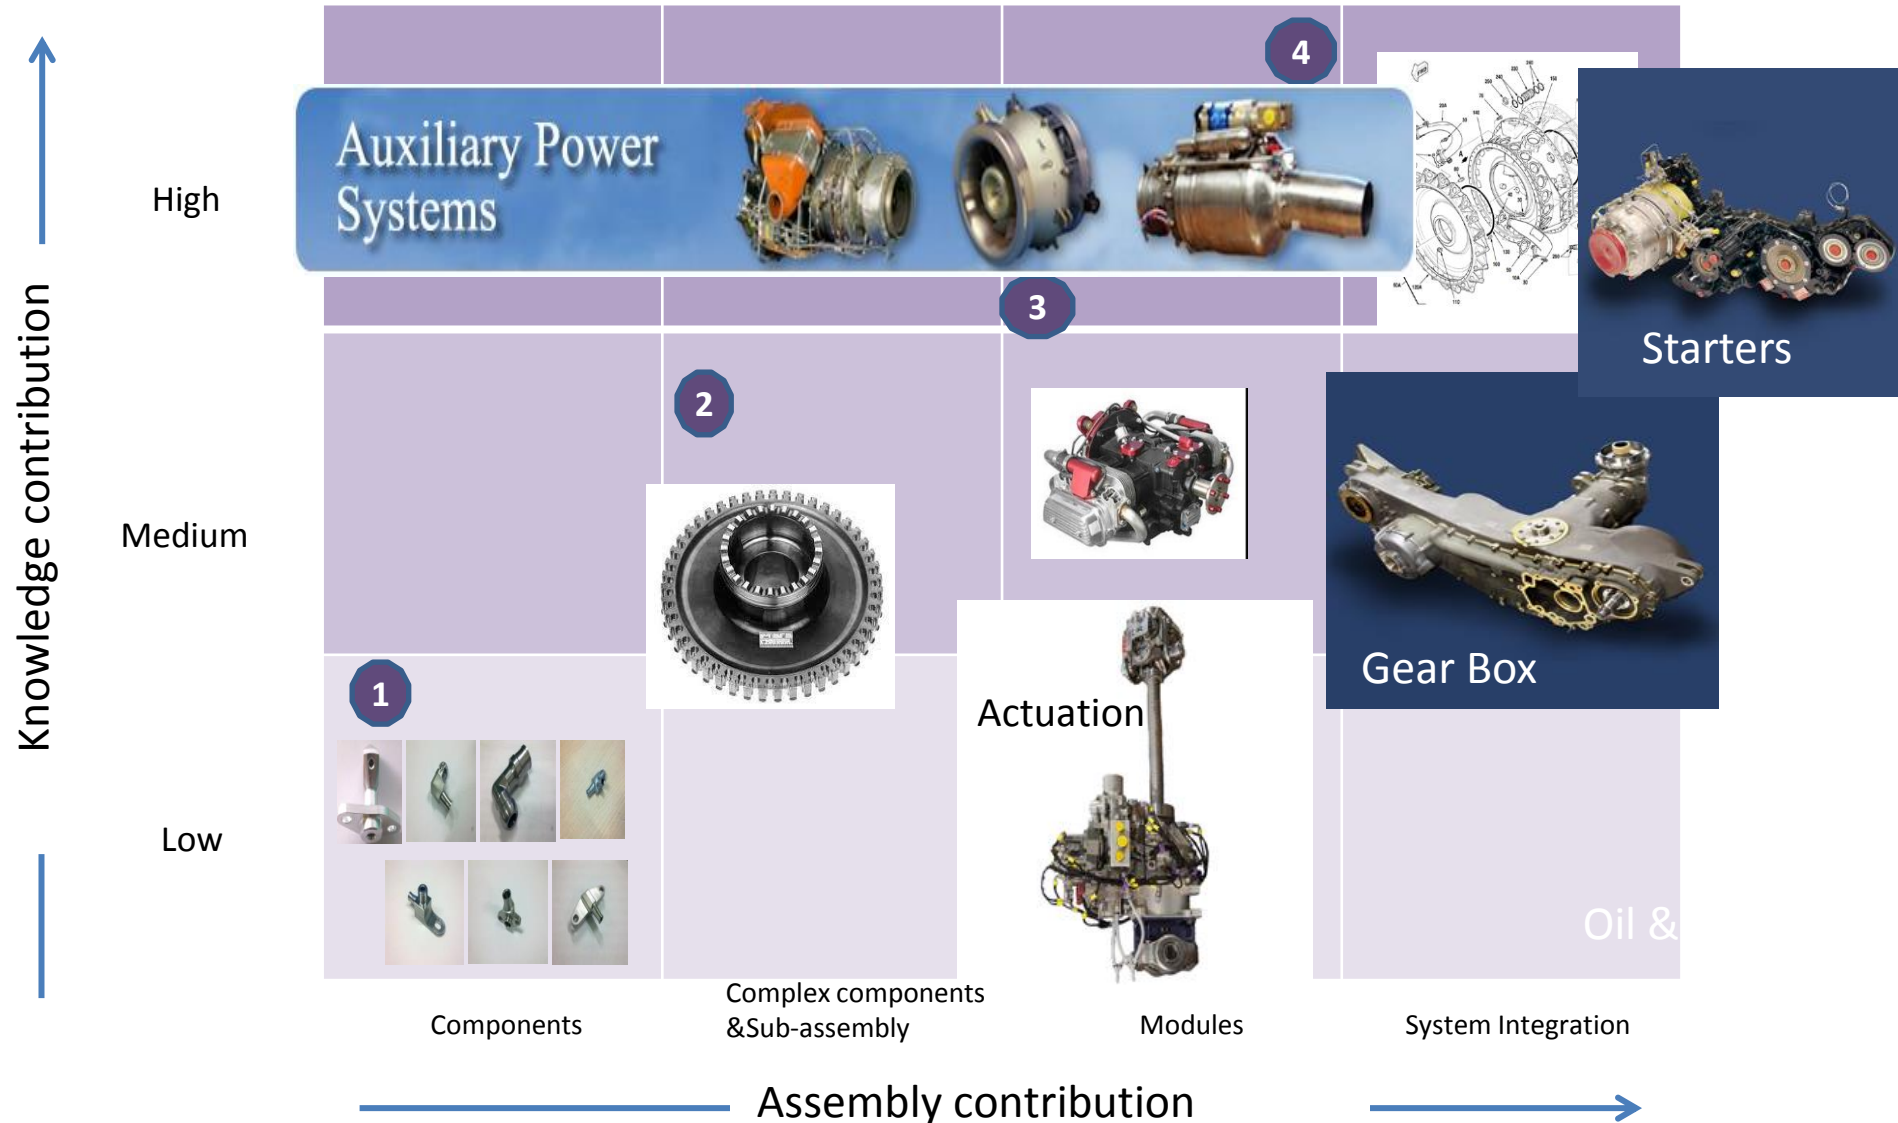 4
Auxiliary Power
Systems
High
3
Starters
Knowledge contribution
2
Medium
Gear Box
1
Actuation
Low
Oil &
Components
Complex components
&Sub-assembly
Modules
System Integration
Assembly contribution